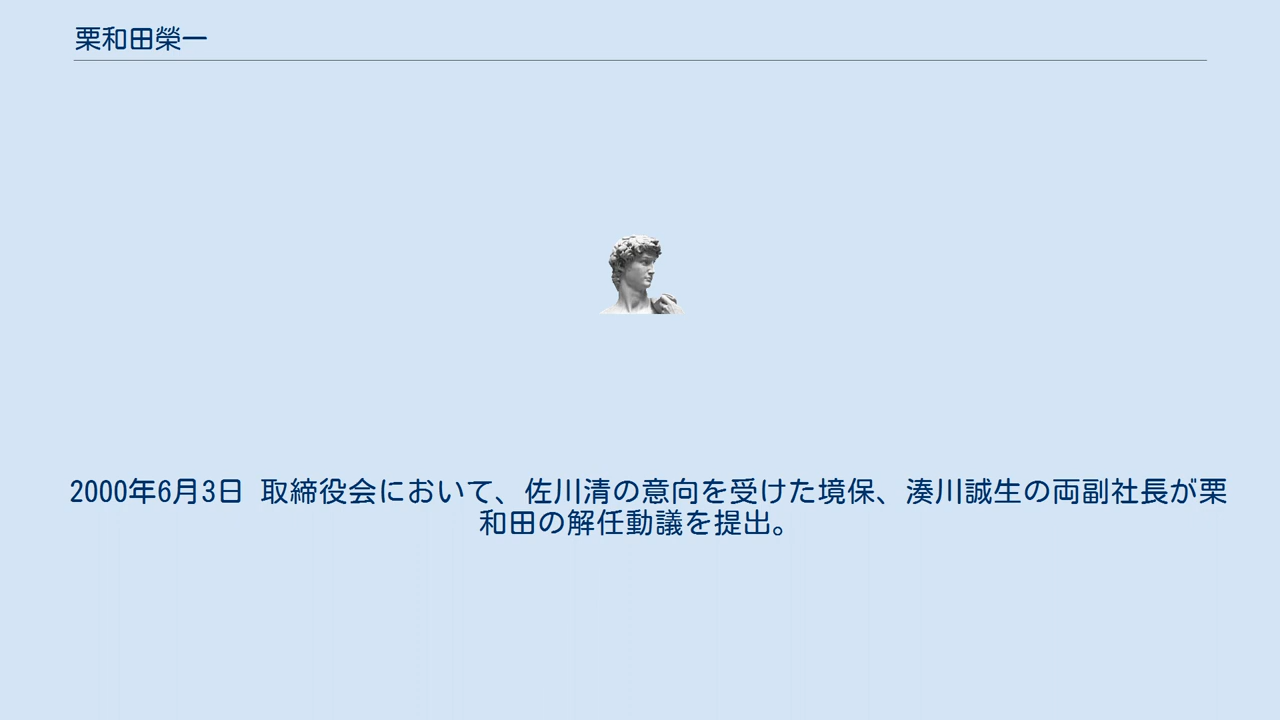 栗和田榮一
2000年6月3日 取締役会において、佐川清の意向を受けた境保、湊川誠生の両副社長が栗
和田の解任動議を提出。